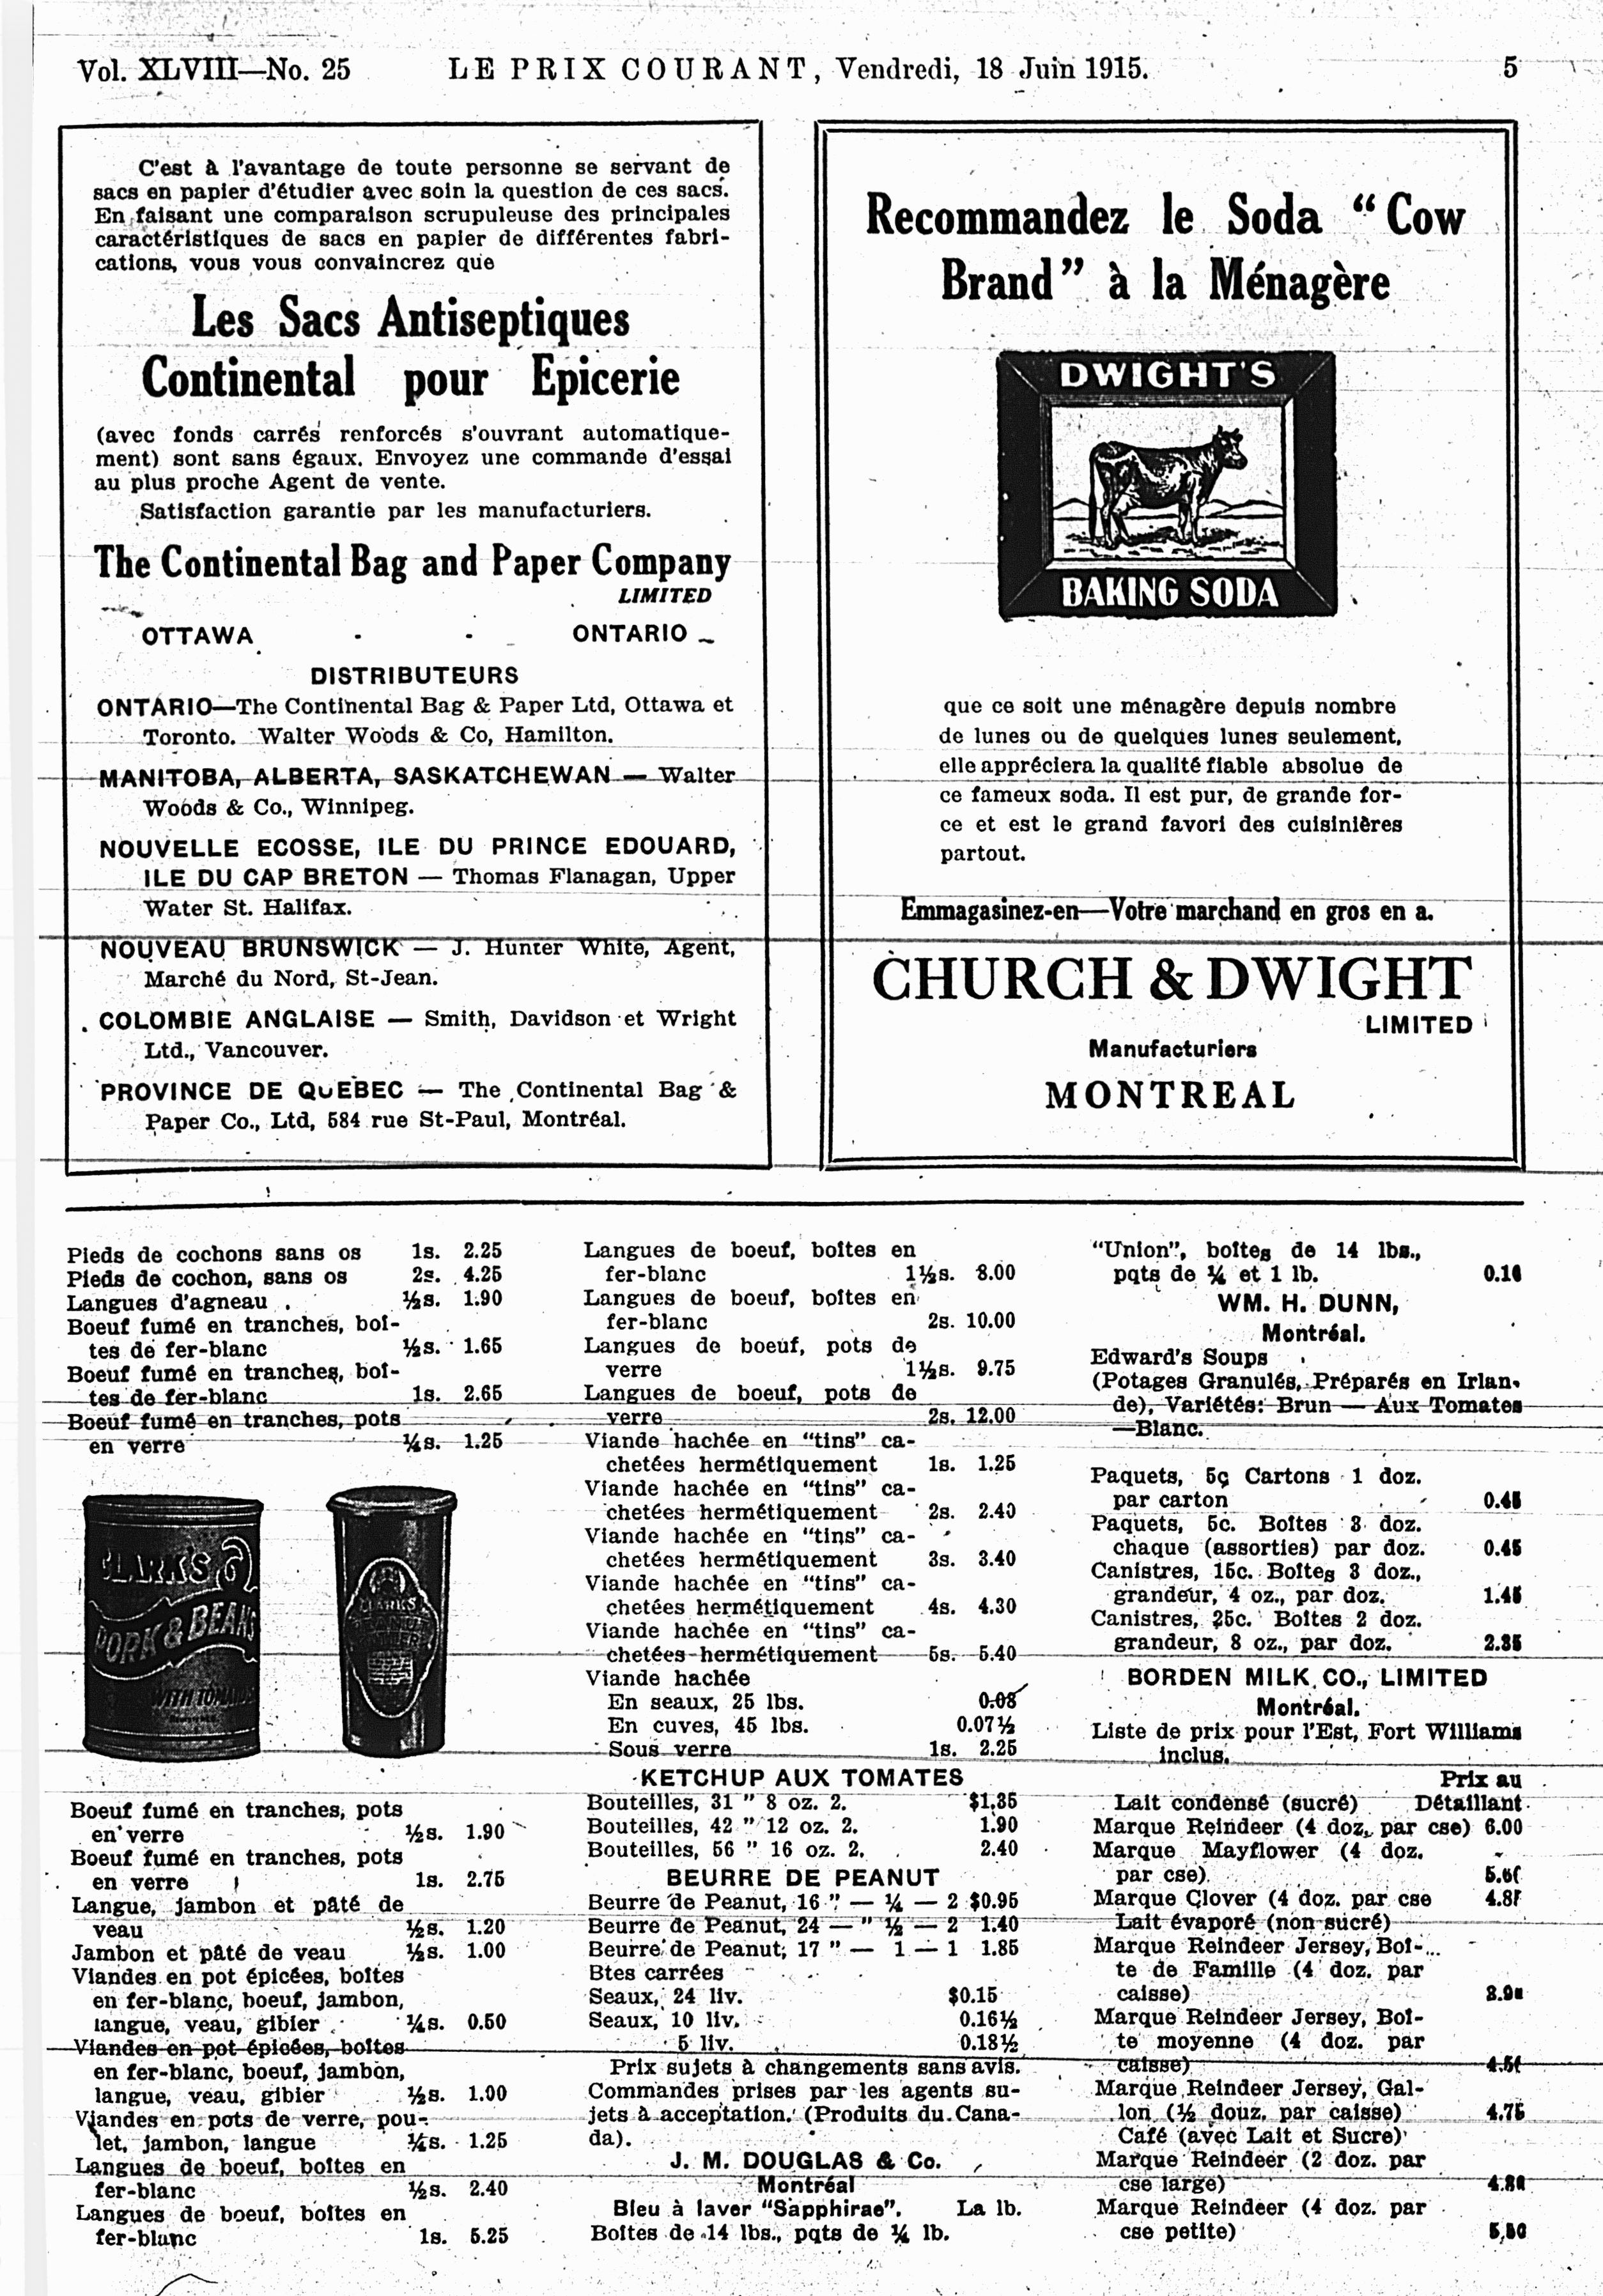 Vol. XLVIII—No. 25 LE PRIX COURANT, Vendredi, 18 Juin 1915. 5
C'est à l'avantage de toute personne se servant de
sacs en papier d'étudier avec soin la question de ces sacs.
En faisant une comparaison scrupuleuse des principales
caractéristiques de sacs en papier de différentes fabri-
cations, vous vous convaincrez que
Les Sacs Antiseptiques
Continental pour Epicerie
(avec fonds carrés renforcés s'ouvrant automatique-
ment) sont sans égaux. Envoyez une commande d'essai
au plus proche Agent de vente.
Satisfaction garantie par les manufacturiers.
The Continental Bag and Paper Company
LIMITED
OTTAWA - - ONTARIO
DISTRIBUTEURS
ONTARIO—The Continental Bag & Paper Ltd, Ottawa et
Toronto. Walter Woods & Co, Hamilton.
MANITOBA, ALBERTA, SASKATCHEWAN — Walter
Woods & Co., Winnipeg.
NOUVELLE ECOSSE, ILE DU PRINCE EDOUARD,
ILE DU CAP BRETON — Thomas Flanagan, Upper
Water St. Halifax.
NOUVEAU BRUNSWICK — J. Hunter White, Agent,
Marché du Nord, St-Jean.
COLOMBIE ANGLAISE — Smith, Davidson et Wright
Ltd., Vancouver.
PROVINCE DE QUEBEC — The Continental Bag &
Paper Co., Ltd, 584 rue St-Paul, Montréal.
Recommandez le Soda "Cow
Brand" à la Ménagère
DWIGHT'S
BAKING SODA
que ce soit une ménagère depuis nombre
de lunes ou de quelques lunes seulement,
elle appréciera la qualité fiable absolue de
ce fameux soda. Il est pur, de grande for-
ce et est le grand favori des cuisinières
partout.
Emmagasinez-en—Votre marchand en gros en a.
CHURCH & DWIGHT
LIMITED
Manufacturiers
MONTREAL
Pieds de cochons sans os 1s. 2.25
Pieds de cochon, sans os 2s. 4.25
Langues d'agneau ½s. 1.90
Boeuf fumé en tranches, boî-
tes de fer-blanc ½s. 1.65
Boeuf fumé en tranches, boî-
tes de fer-blanc 1s. 2.65
Boeuf fumé en tranches, pots
en verre ¼s. 1.25
CLARK'S
PORK & BEANS
WITH TOMATO
CLARK'S
Boeuf fumé en tranches, pots
en verre ½s. 1.90
Boeuf fumé en tranches, pots
en verre 1s. 2.75
Langue, jambon et pâté de
veau ½s. 1.20
Jambon et pâté de veau ½s. 1.00
Viandes en pot épicées, boîtes
en fer-blanc, boeuf, jambon,
langue, veau, gibier ¼s. 0.50
Viandes en pot épicées, boîtes
en fer-blanc, boeuf, jambon,
langue, veau, gibier ½s. 1.00
Viandes en pots de verre, pou-
let, jambon, langue ¼s. 1.25
Langues de boeuf, boîtes en
fer-blanc ½s. 2.40
Langues de boeuf, boîtes en
fer-blanc 1s. 5.25
Langues de boeuf, boîtes en
fer-blanc 1½s. 8.00
Langues de boeuf, boîtes en
fer-blanc 2s. 10.00
Langues de boeuf, pots de
verre 1½s. 9.75
Langues de boeuf, pots de
verre 2s. 12.00
Viande hachée en "tins" ca-
chetées hermétiquement 1s. 1.25
Viande hachée en "tins" ca-
chetées hermétiquement 2s. 2.40
Viande hachée en "tins" ca-
chetées hermétiquement 3s. 3.40
Viande hachée en "tins" ca-
chetées hermétiquement 4s. 4.30
Viande hachée en "tins" ca-
chetées hermétiquement 5s. 5.40
Viande hachée
En seaux, 25 lbs. 0.08
En cuves, 45 lbs. 0.07½
Sous verre 1s. 2.25
KETCHUP AUX TOMATES
Bouteilles, 31 " 8 oz. 2. $1.35
Bouteilles, 42 " 12 oz. 2. 1.90
Bouteilles, 56 " 16 oz. 2. 2.40
BEURRE DE PEANUT
Beurre de Peanut, 16 " — ¼ — 2 $0.95
Beurre de Peanut, 24 — " ½ — 2 1.40
Beurre de Peanut, 17 " — 1 — 1 1.85
Btes carrées
Seaux, 24 liv. $0.15
Seaux, 10 liv. 0.16½
5 liv. 0.18½
Prix sujets à changements sans avis.
Commandes prises par les agents su-
jets à acceptation. (Produits du Cana-
da).
J. M. DOUGLAS & Co.
Montréal
Bleu à laver "Sapphirae". La lb.
Boîtes de 14 lbs., pqts de ¼ lb.
"Union", boîtes de 14 lbs.,
pqts de ¼ et 1 lb.
WM. H. DUNN,
Montréal.
Edward's Soups
(Potages Granulés, Préparés en Irlan-
de), Variétés: Brun — Aux Tomates
—Blanc.
Paquets, 5c Cartons 1 doz.
par carton 0.45
Paquets, 5c. Boîtes 3 doz.
chaque (assorties) par doz. 0.45
Canistres, 15c. Boîtes 3 doz.,
grandeur, 4 oz., par doz. 1.45
Canistres, 25c. Boîtes 2 doz.
grandeur, 8 oz., par doz. 2.35
BORDEN MILK CO., LIMITED
Montréal.
Liste de prix pour l'Est, Fort Williams
inclus.
Prix au
Lait condensé (sucré) Détaillant
Marque Reindeer (4 doz. par cse) 6.00
Marque Mayflower (4 doz.
par cse)
Marque Clover (4 doz. par cse
Lait évaporé (non sucré)
Marque Reindeer Jersey, Boî-
te de Famille (4 doz. par
caisse)
Marque Reindeer Jersey, Boî-
te moyenne (4 doz. par
caisse)
Marque Reindeer Jersey, Gal-
lon (½ douz. par caisse) 4.75
Café (avec Lait et Sucre)
Marque Reindeer (2 doz. par
cse large)
Marque Reindeer (4 doz. par
cse petite)